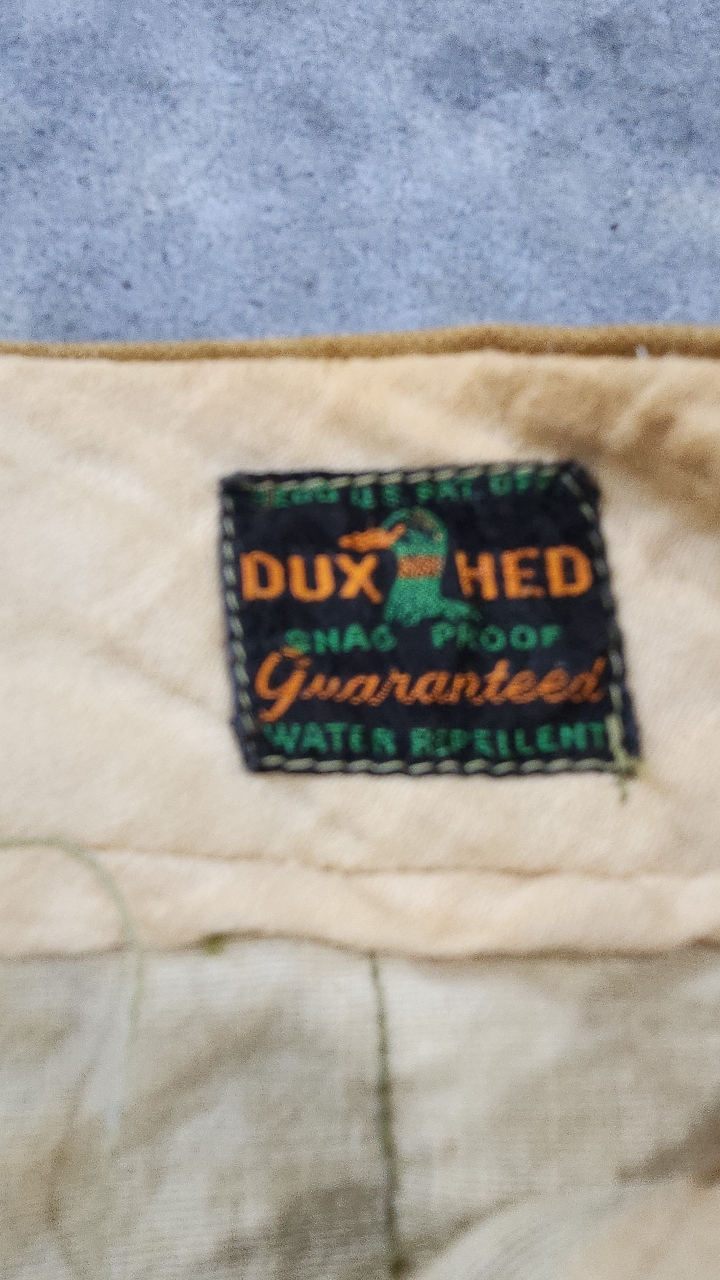 REG U.S. PAT. OFF.
DUX HED
SNAG PROOF
Guaranteed
WATER REPELLENT